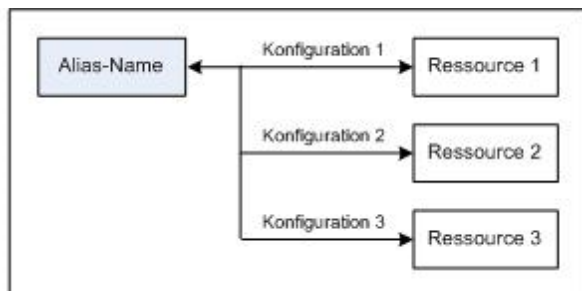 Alias-Name
Konfiguration 1
Ressource 1
Konfiguration 2
Ressource 2
Konfiguration 3
Ressource 3